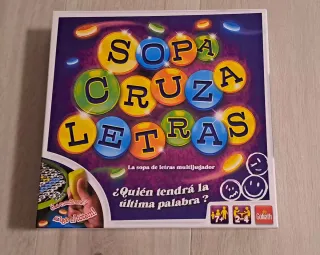 SOPA
CRUZA
LETRAS
La sopa de letras multijugador
¿Quién tendrá la
última palabra?
Goliath